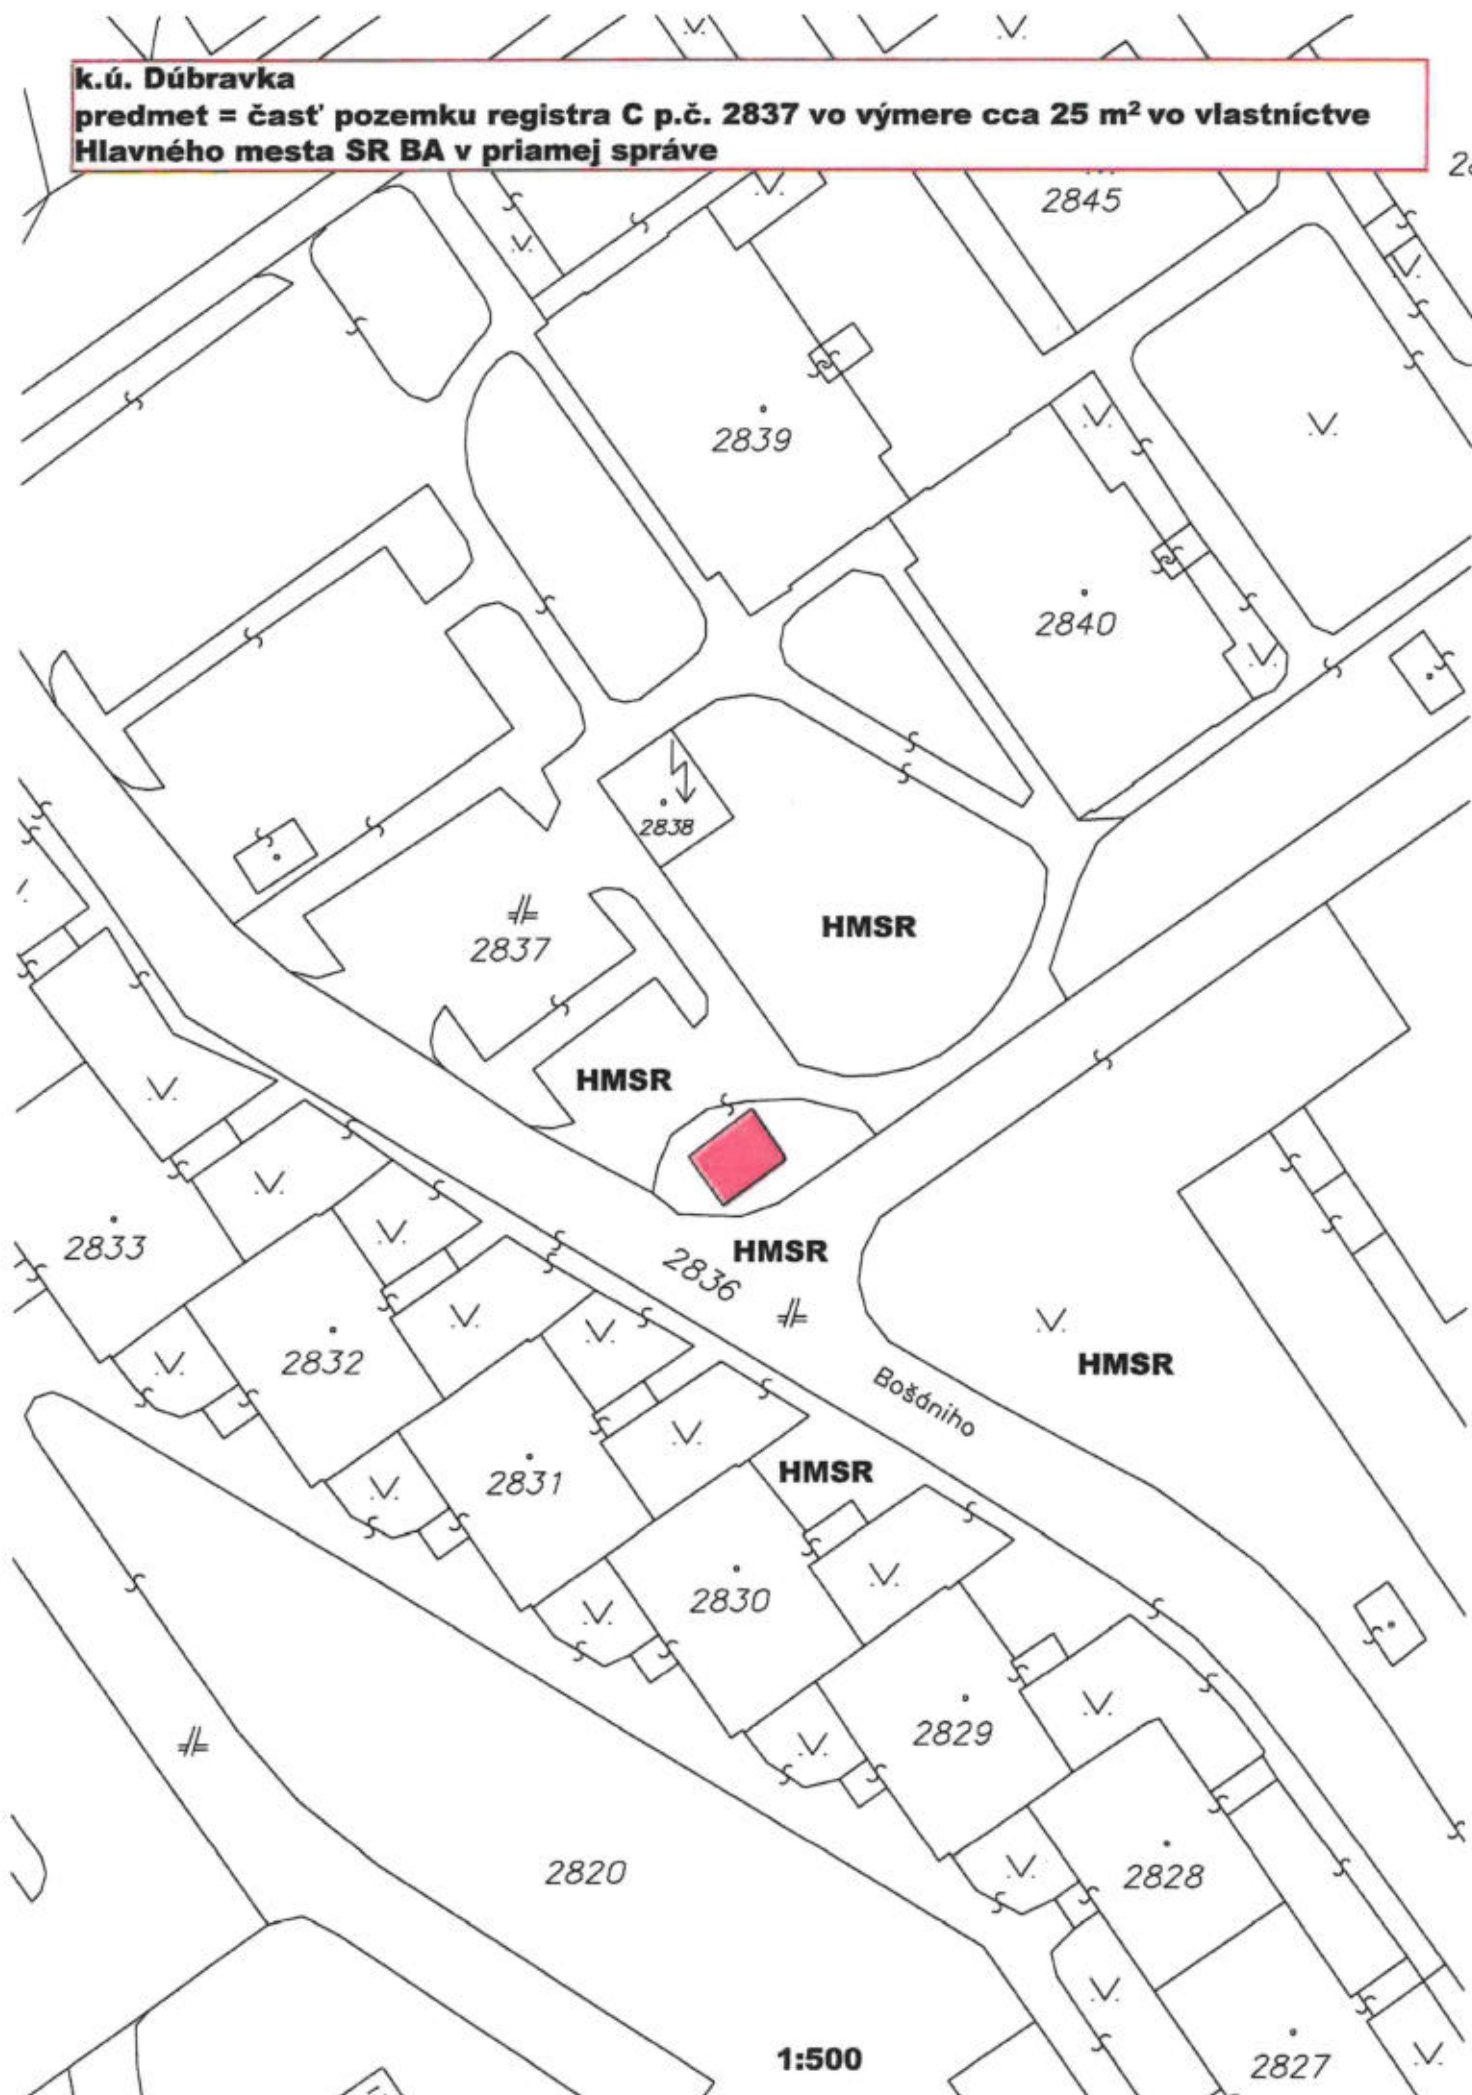 k.ú. Dúbravka
predmet = časť pozemku registra C p.č. 2837 vo výmere cca 25 m² vo vlastníctve
Hlavného mesta SR BA v priamej správe
2845
2839
2840
2838
HMSR
2837
HMSR
2833
HMSR
2836
2832
HMSR
Bošániho
2831
HMSR
2830
2829
2820
2828
1:500
2827